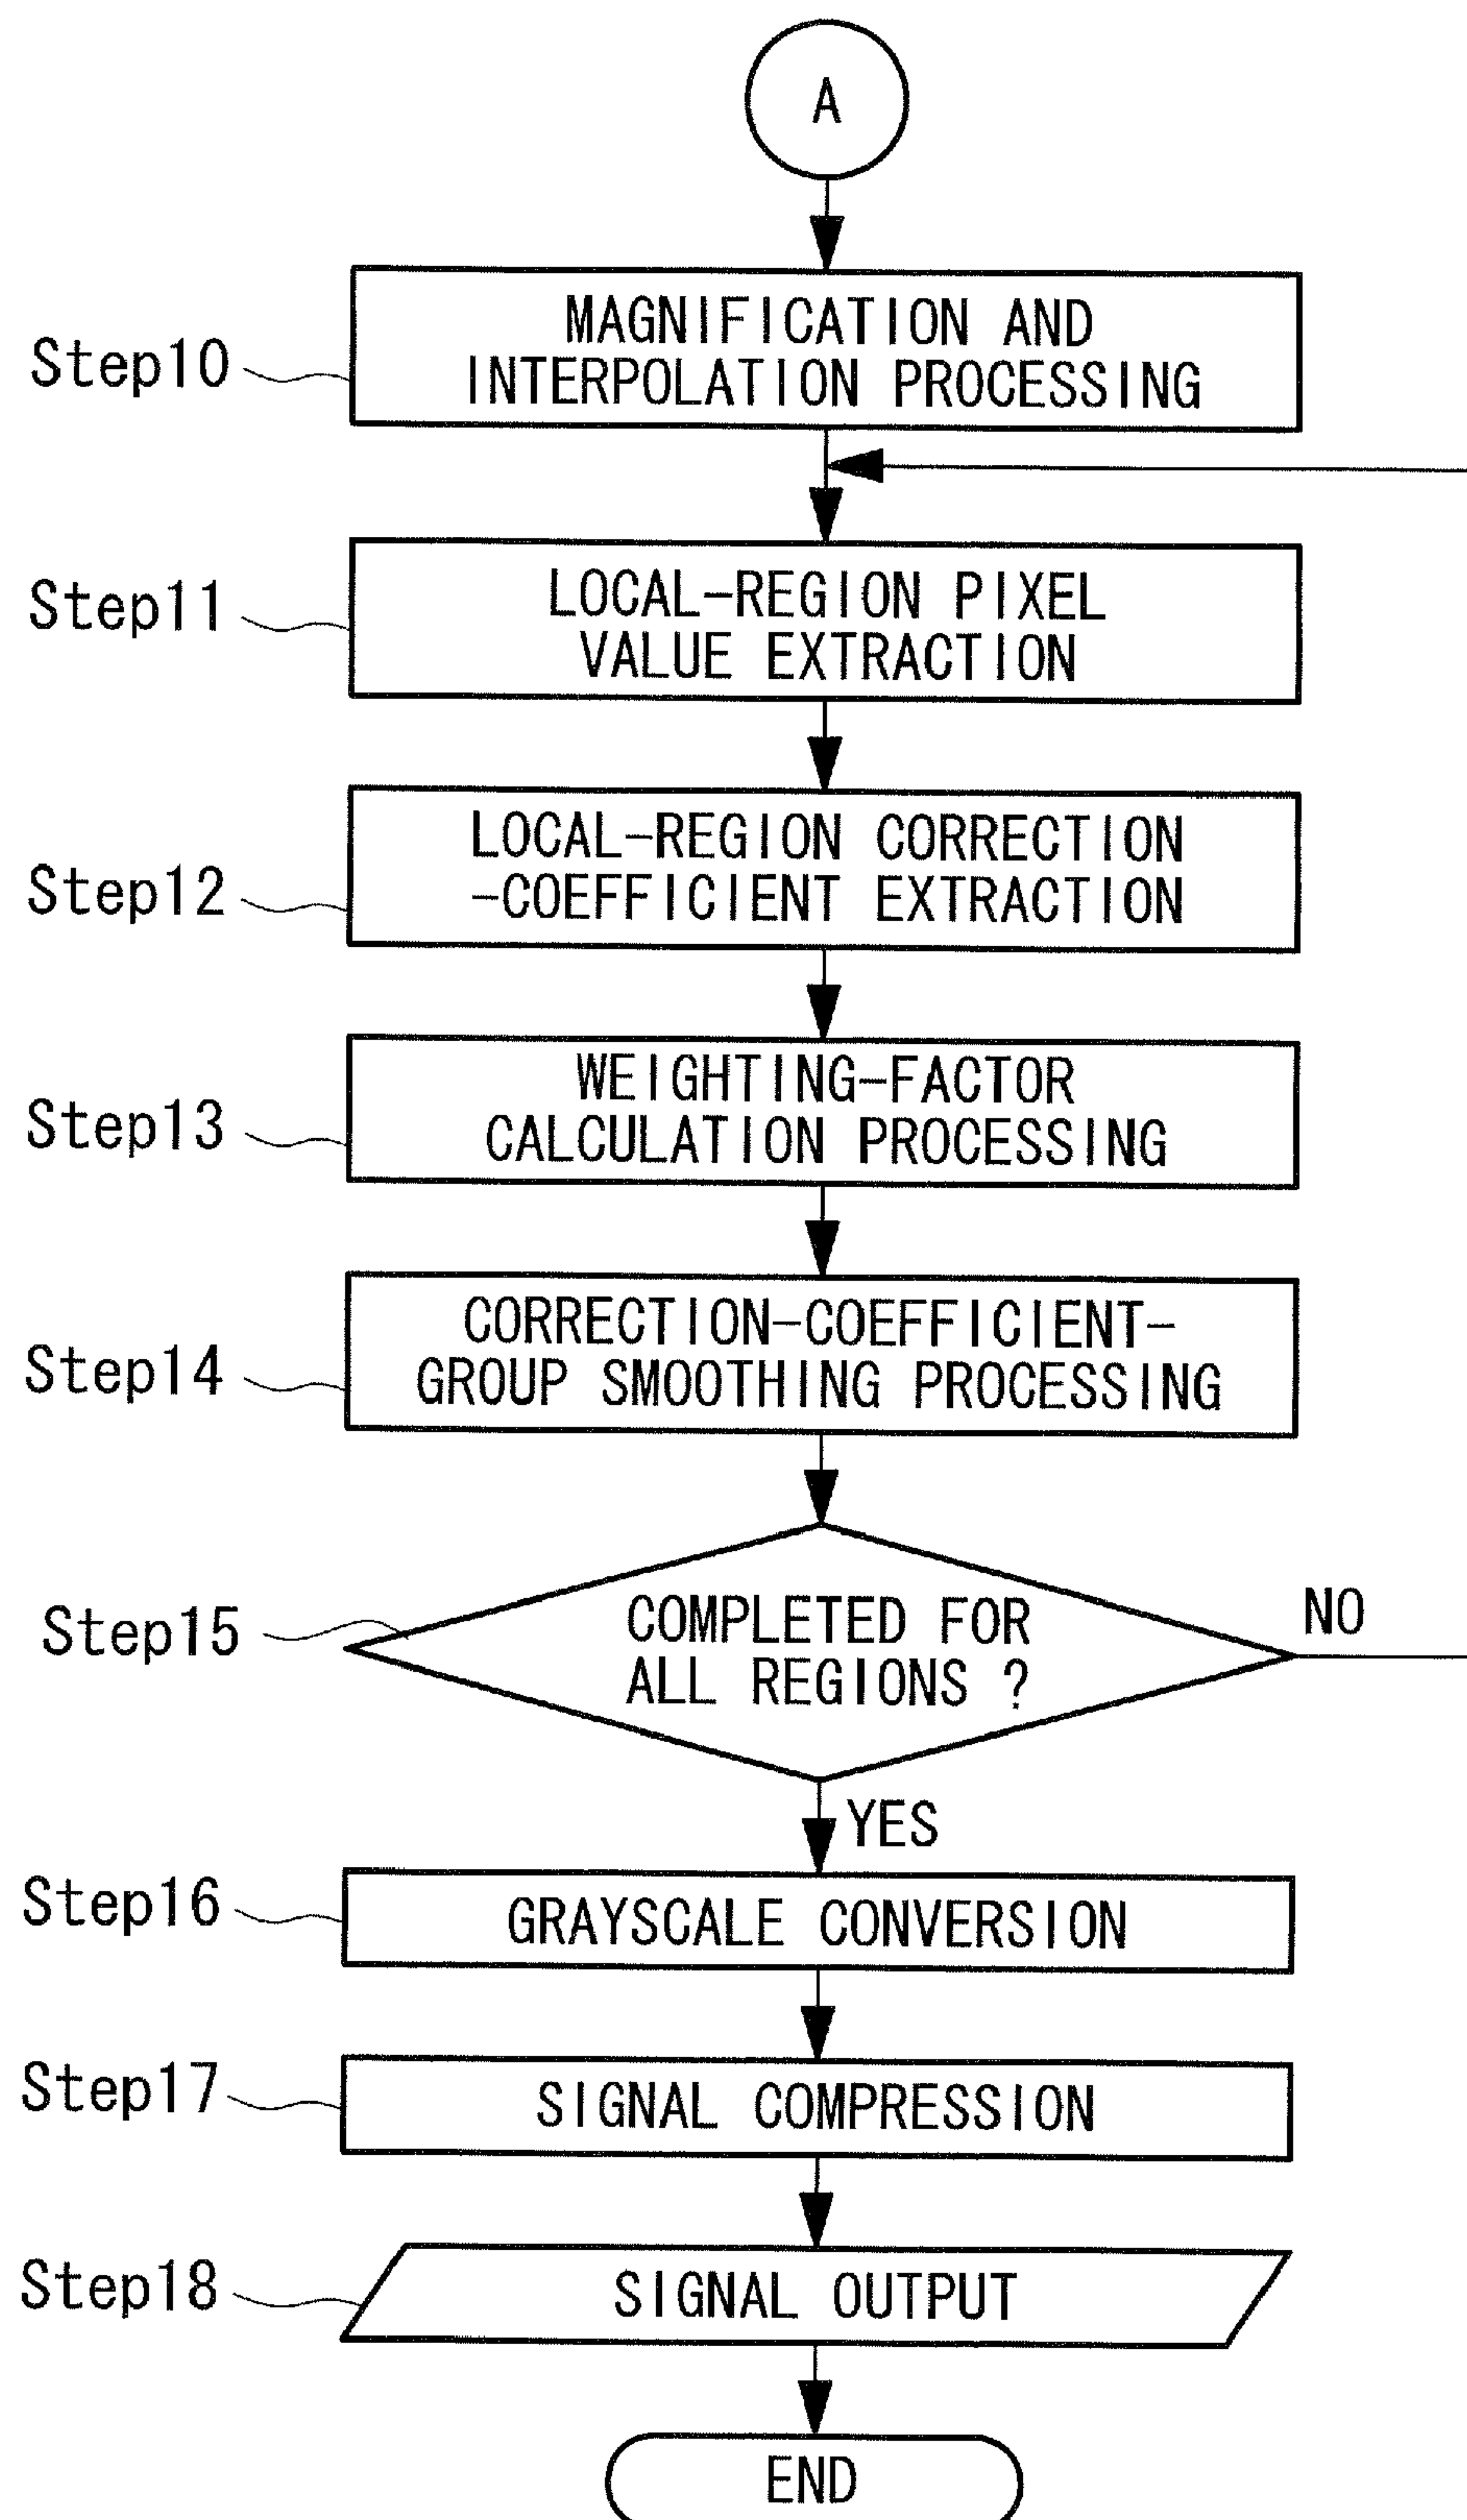 A
MAGNIFICATION AND
Step10
INTERPOLATION PROCESSING
LOCAL-REGION PIXEL
Step11
VALUE EXTRACTION
LOCAL-REGION CORRECTION
Step12
-COEFFICIENT EXTRACTION
WEIGHTING-FACTOR
Step13
CALCULATION PROCESSING
CORRECTION-COEFFICIENT-
Step14
GROUP SMOOTHING PROCESSING
Step15
COMPLETED FOR
ALL REGIONS ?
NO
YES
Step16
GRAYSCALE CONVERSION
Step17
SIGNAL COMPRESSION
Step18
SIGNAL OUTPUT
END